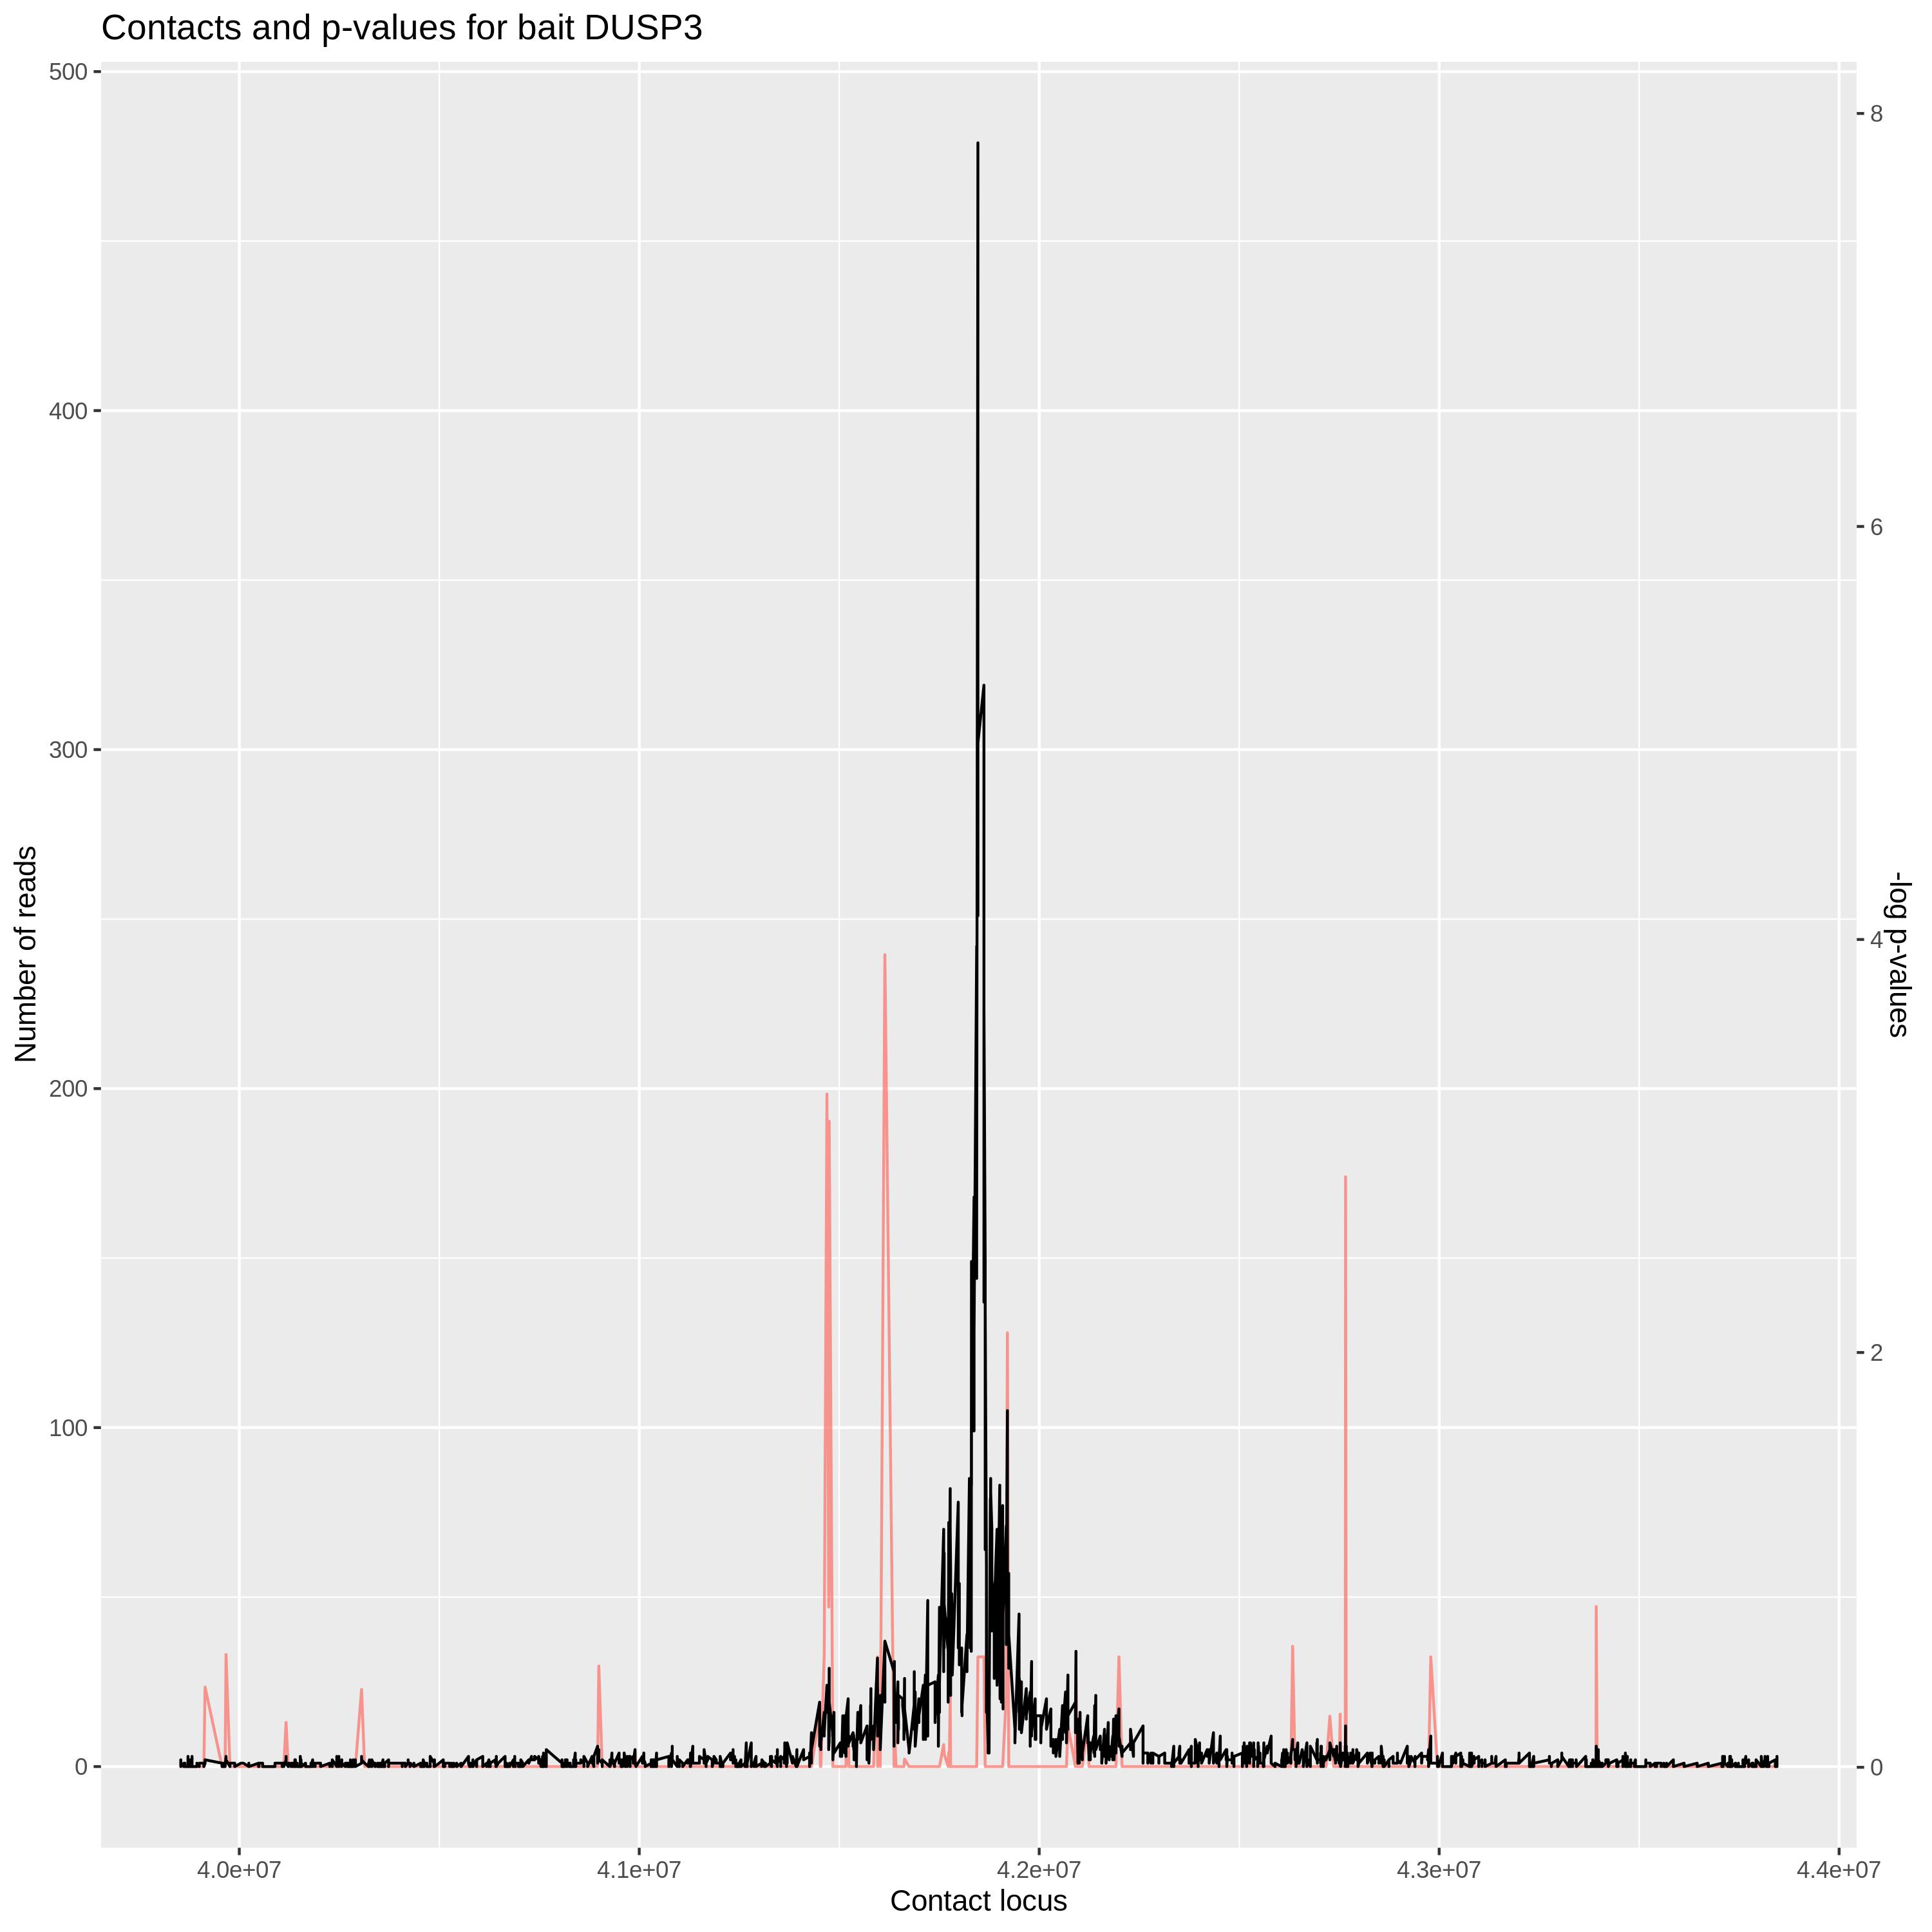 Contacts and p-values for bait DUSP3
500
400
300
200
100
0
Number of reads
8
6
4
2
0
-log p-values
4.0e+07
4.1e+07
4.2e+07
4.3e+07
4.4e+07
Contact locus